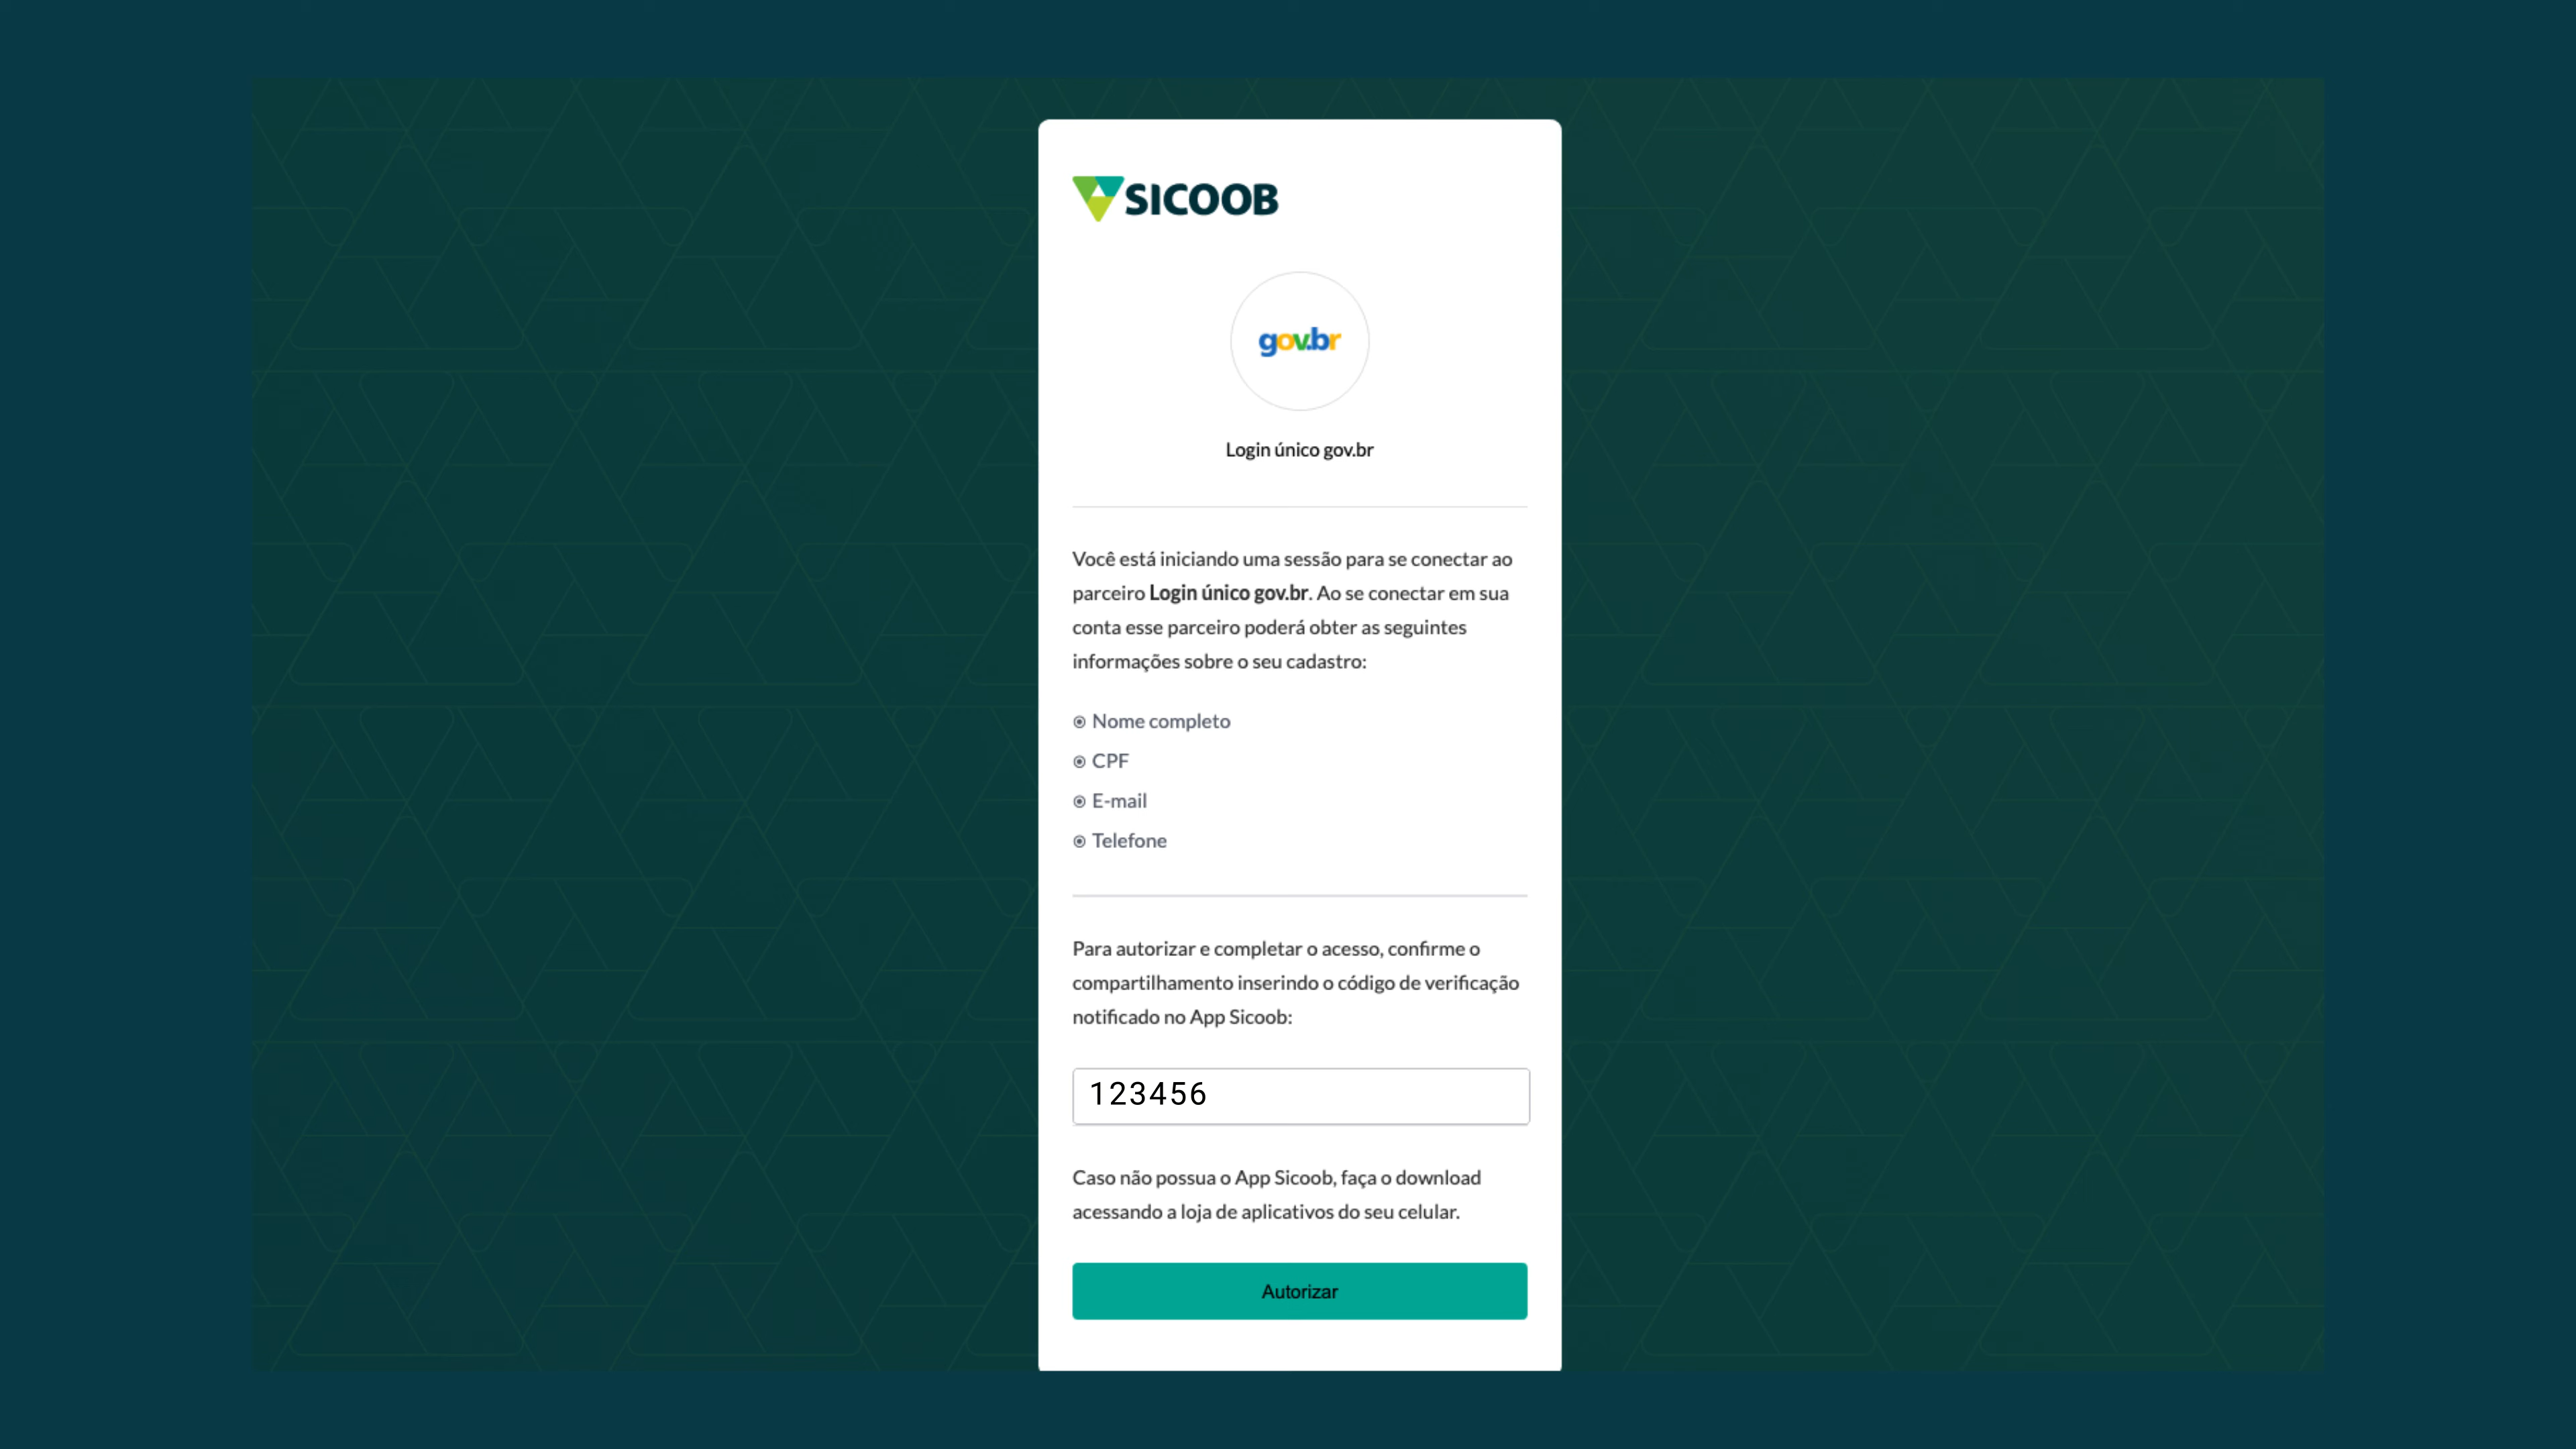 SICOOB
gov.br
Login único gov.br
Você está iniciando uma sessão para se conectar ao
parceiro Login único gov.br. Ao se conectar em sua
conta esse parceiro poderá obter as seguintes
informações sobre o seu cadastro:
Nome completo
CPF
E-mail
Telefone
Para autorizar e completar o acesso, confirme o
compartilhamento inserindo o código de verificação
notificado no App Sicoob:
123456
Caso não possua o App Sicoob, faça o download
acessando a loja de aplicativos do seu celular.
Autorizar